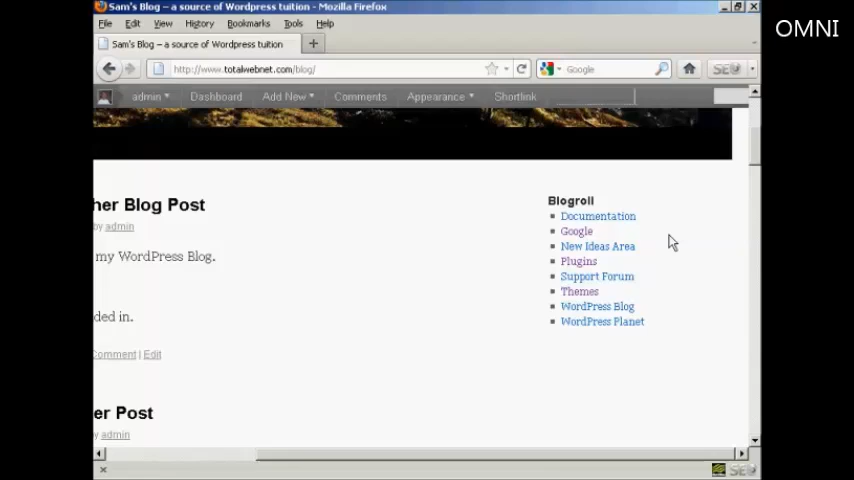 Sam's Blog – a source of Wordpress tuition - Mozilla Firefox
OMNI
File Edit View History Bookmarks Tools Help
Sam's Blog – a source of Wordpress tuition
http://www.totalwebnet.com/blog/
Google
SEO
admin Dashboard Add New Comments Appearance Shortlink
her Blog Post
by admin
my WordPress Blog.
ded in.
Comment | Edit
er Post
by admin
Blogroll
Documentation
Google
New Ideas Area
Plugins
Support Forum
Themes
WordPress Blog
WordPress Planet
SEO